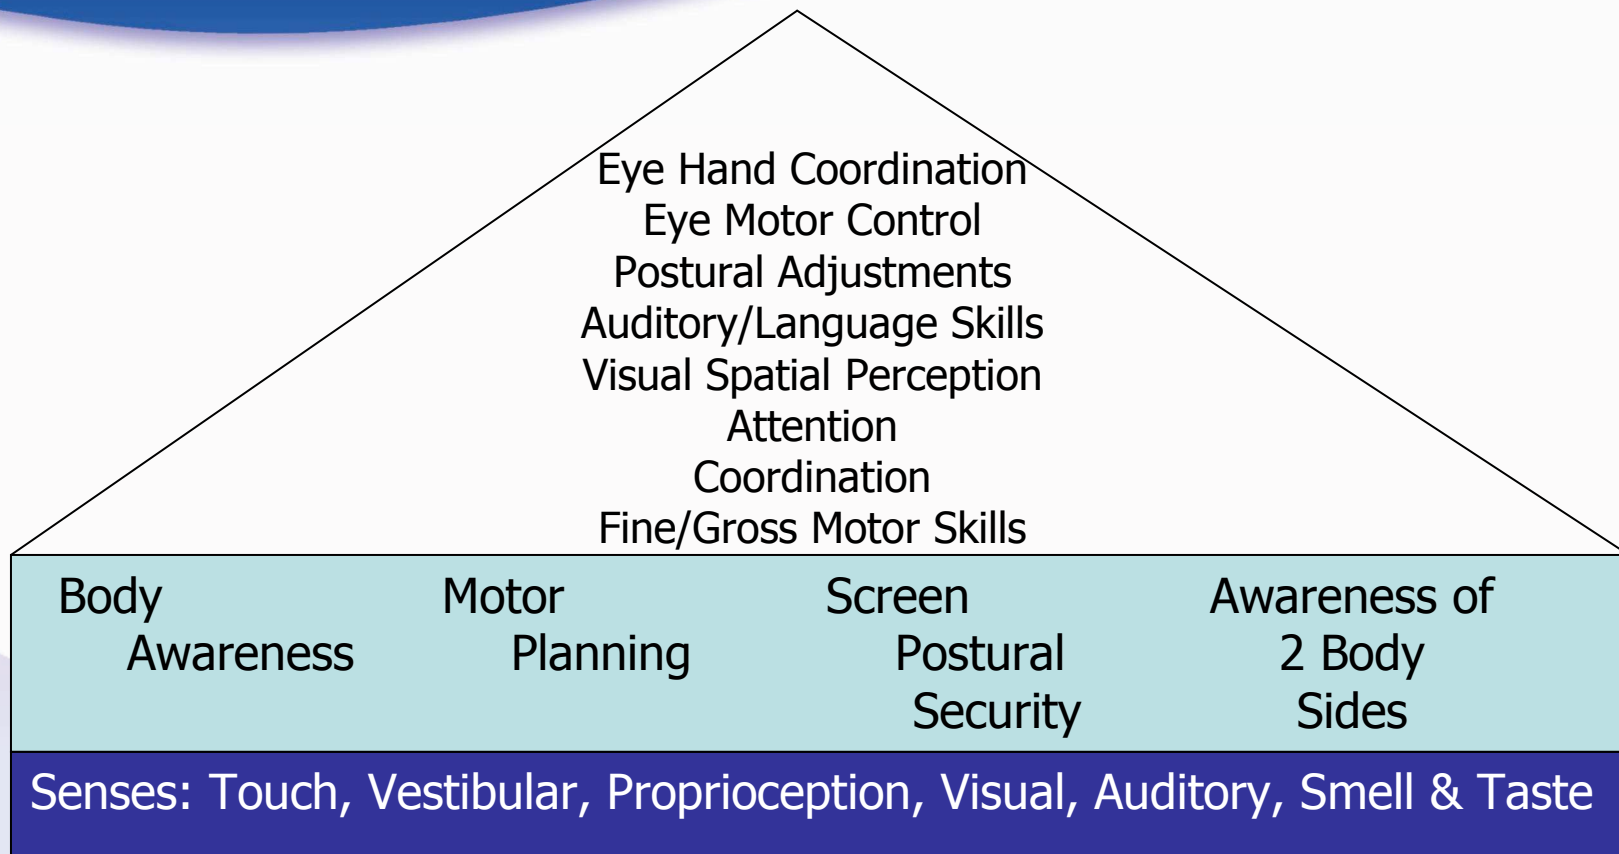 Eye Hand Coordination
Eye Motor Control
Postural Adjustments
Auditory/Language Skills
Visual Spatial Perception
Attention
Coordination
Fine/Gross Motor Skills
Body
Awareness
Motor
Planning
Screen
Postural
Security
Awareness of
2 Body
Sides
Senses: Touch, Vestibular, Proprioception, Visual, Auditory, Smell & Taste